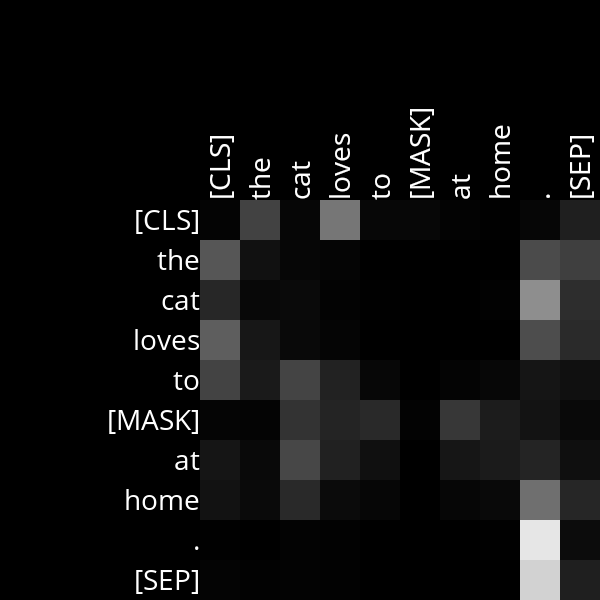 [CLS] the cat loves to [MASK] at home . [SEP]
[CLS]
the
cat
loves
to
[MASK]
at
home
.
[SEP]